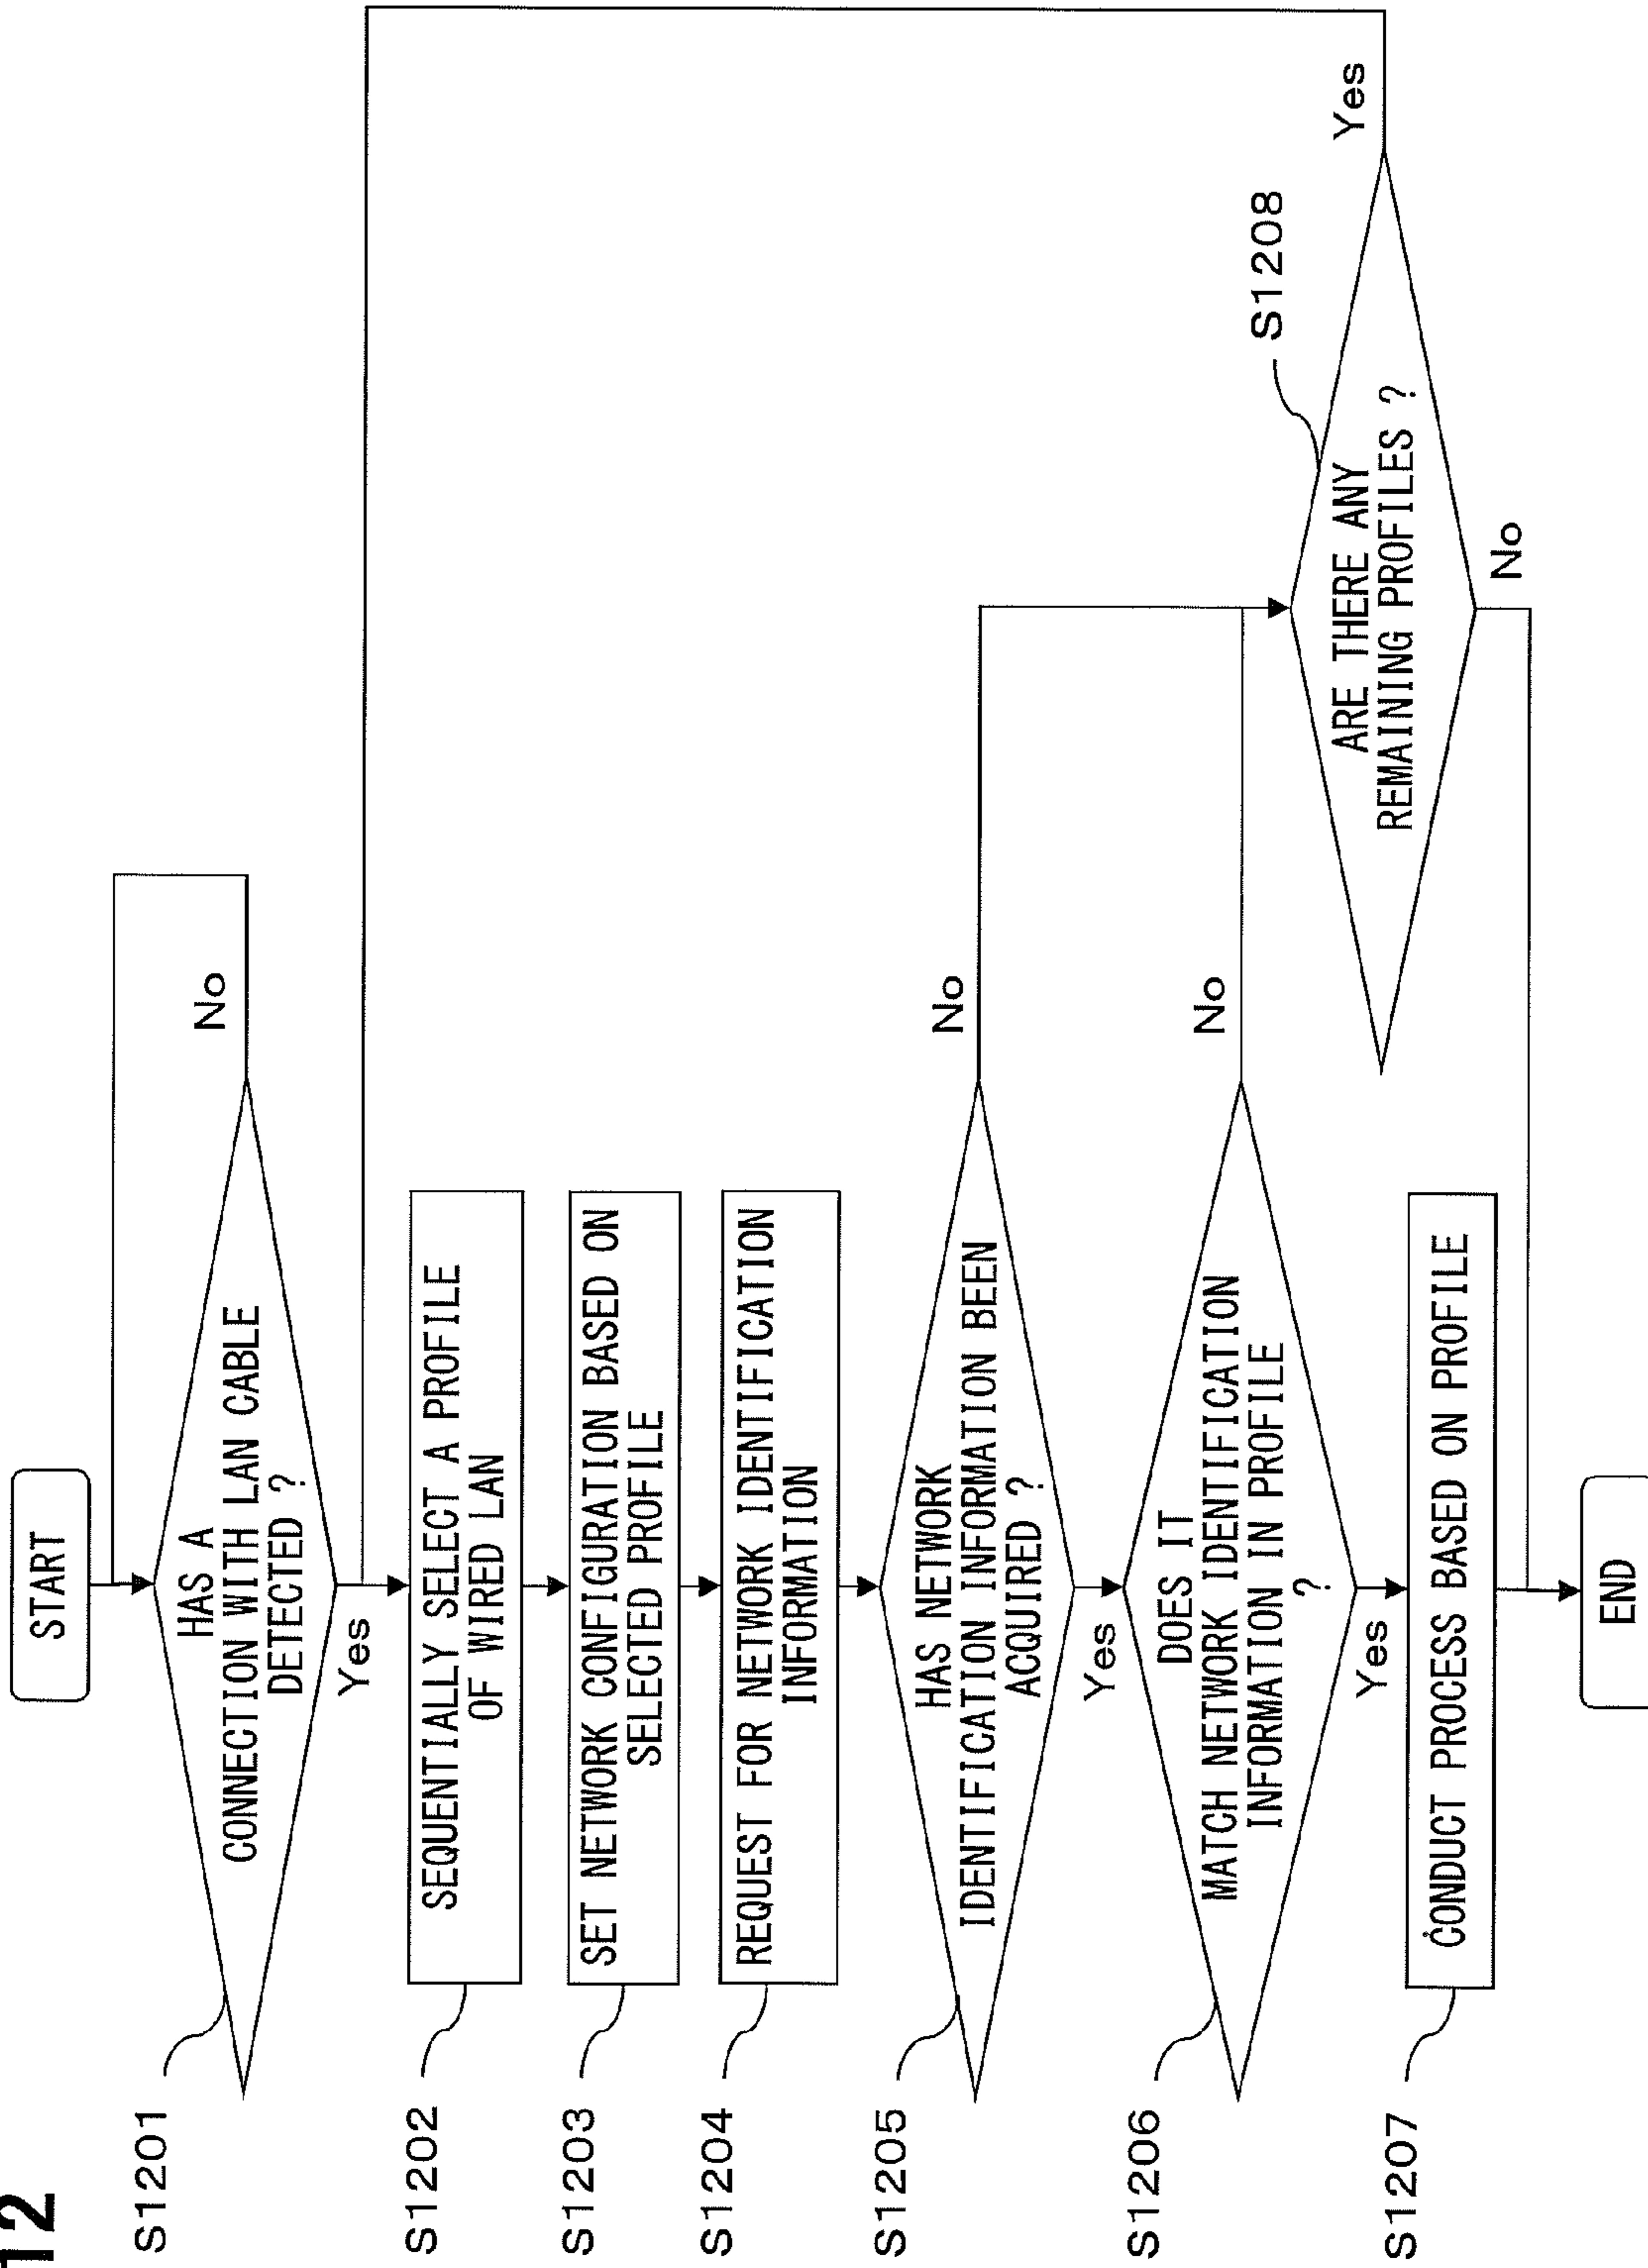 12
START
S1201
HAS A
CONNECTION WITH LAN CABLE
DETECTED ?
No
Yes
S1202
SEQUENTIALLY SELECT A PROFILE
OF WIRED LAN
S1203
SET NETWORK CONFIGURATION BASED ON
SELECTED PROFILE
S1204
REQUEST FOR NETWORK IDENTIFICATION
INFORMATION
S1205
HAS NETWORK
IDENTIFICATION INFORMATION BEEN
ACQUIRED ?
No
Yes
S1206
DOES IT
MATCH NETWORK IDENTIFICATION
INFORMATION IN PROFILE
?
No
Yes
S1208
ARE THERE ANY
REMAINING PROFILES ?
Yes
No
S1207
CONDUCT PROCESS BASED ON PROFILE
END